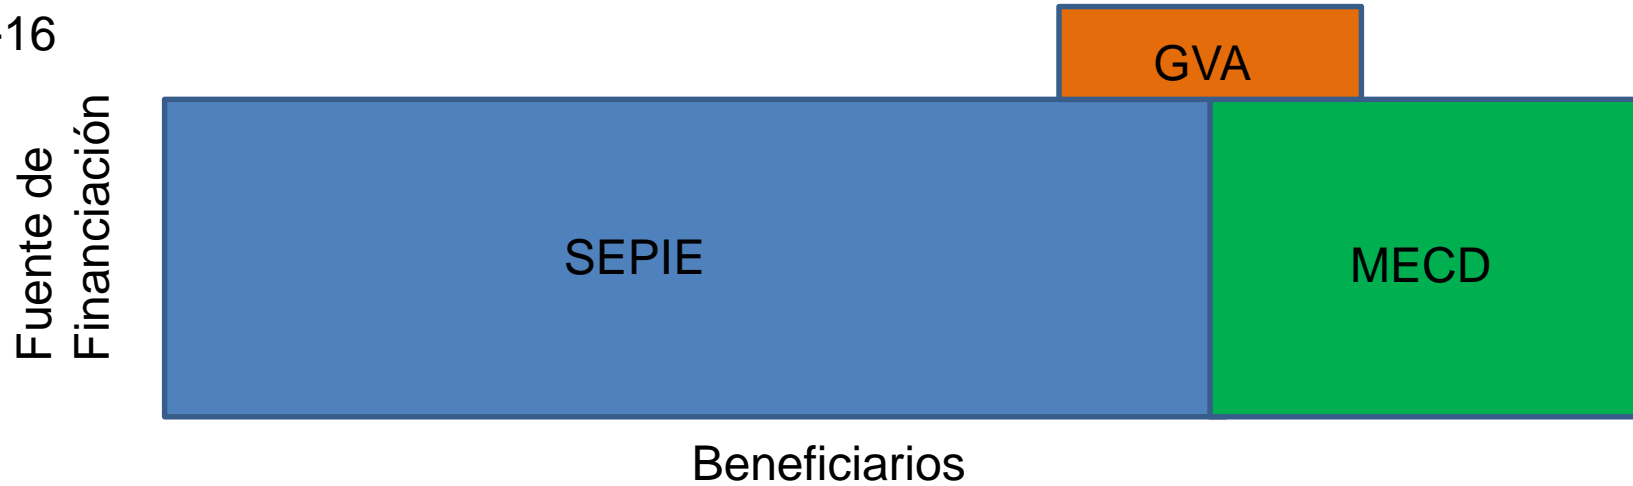 -16
GVA
Fuente de
Financiación
SEPIE
MECD
Beneficiarios